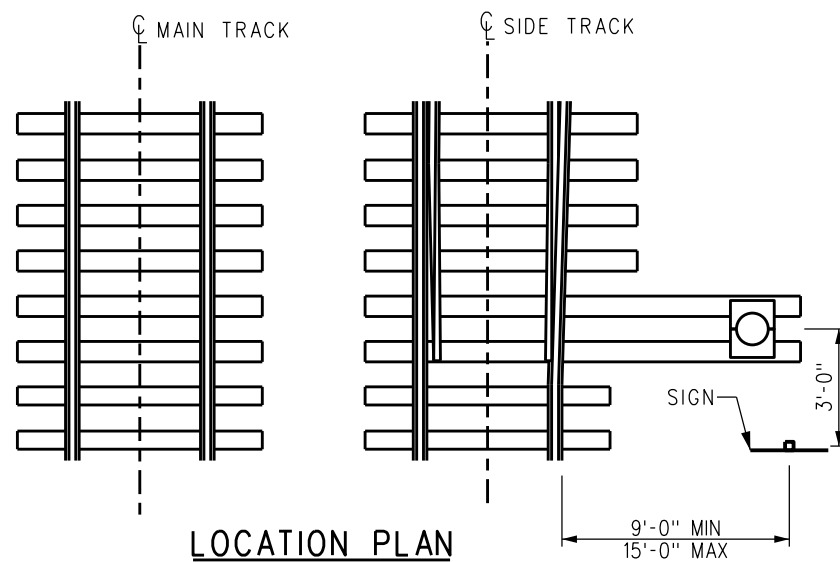 ℄ MAIN TRACK
℄ SIDE TRACK
SIGN
3'-0"
9'-0" MIN
15'-0" MAX
LOCATION PLAN